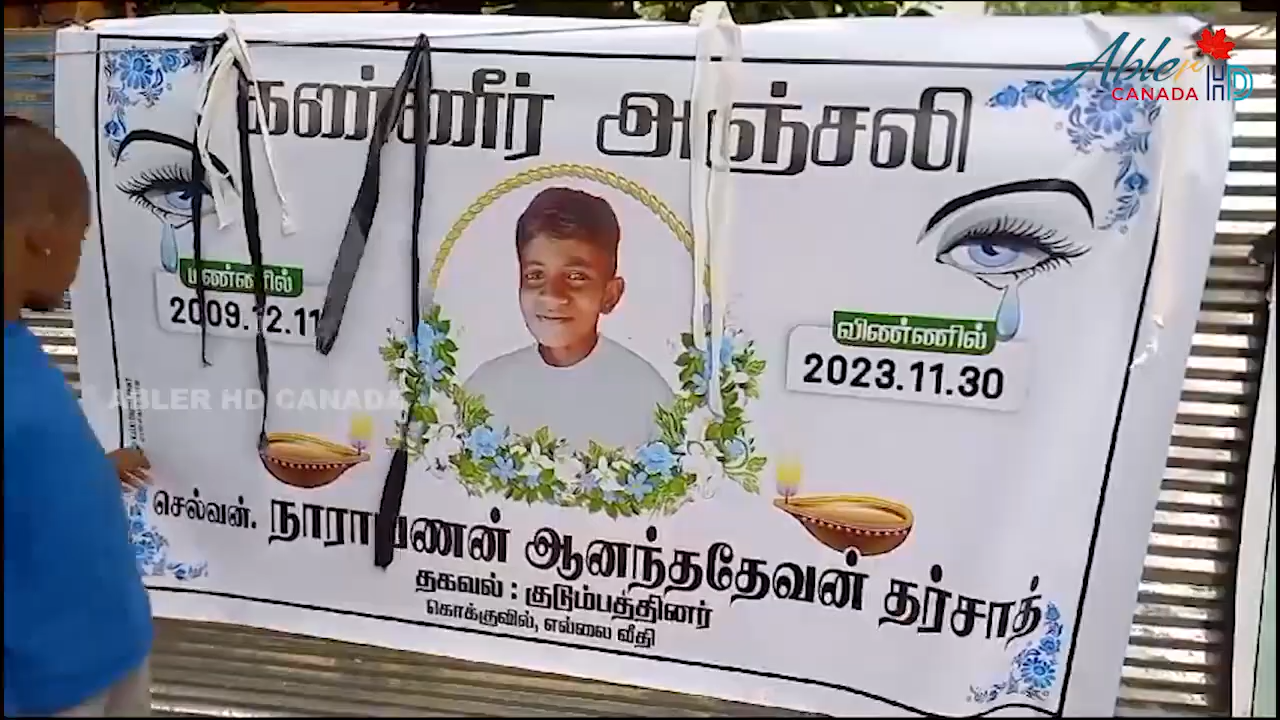 Abler
CANADA HD
கண்ணீர் அஞ்சலி
மண்ணில்
2009.12.11
விண்ணில்
2023.11.30
ABLER HD CANADA
செல்வன். நாராயணன் ஆனந்ததேவன் தர்சாத்
தகவல் : குடும்பத்தினர்
கொக்குவில், எல்லை வீதி